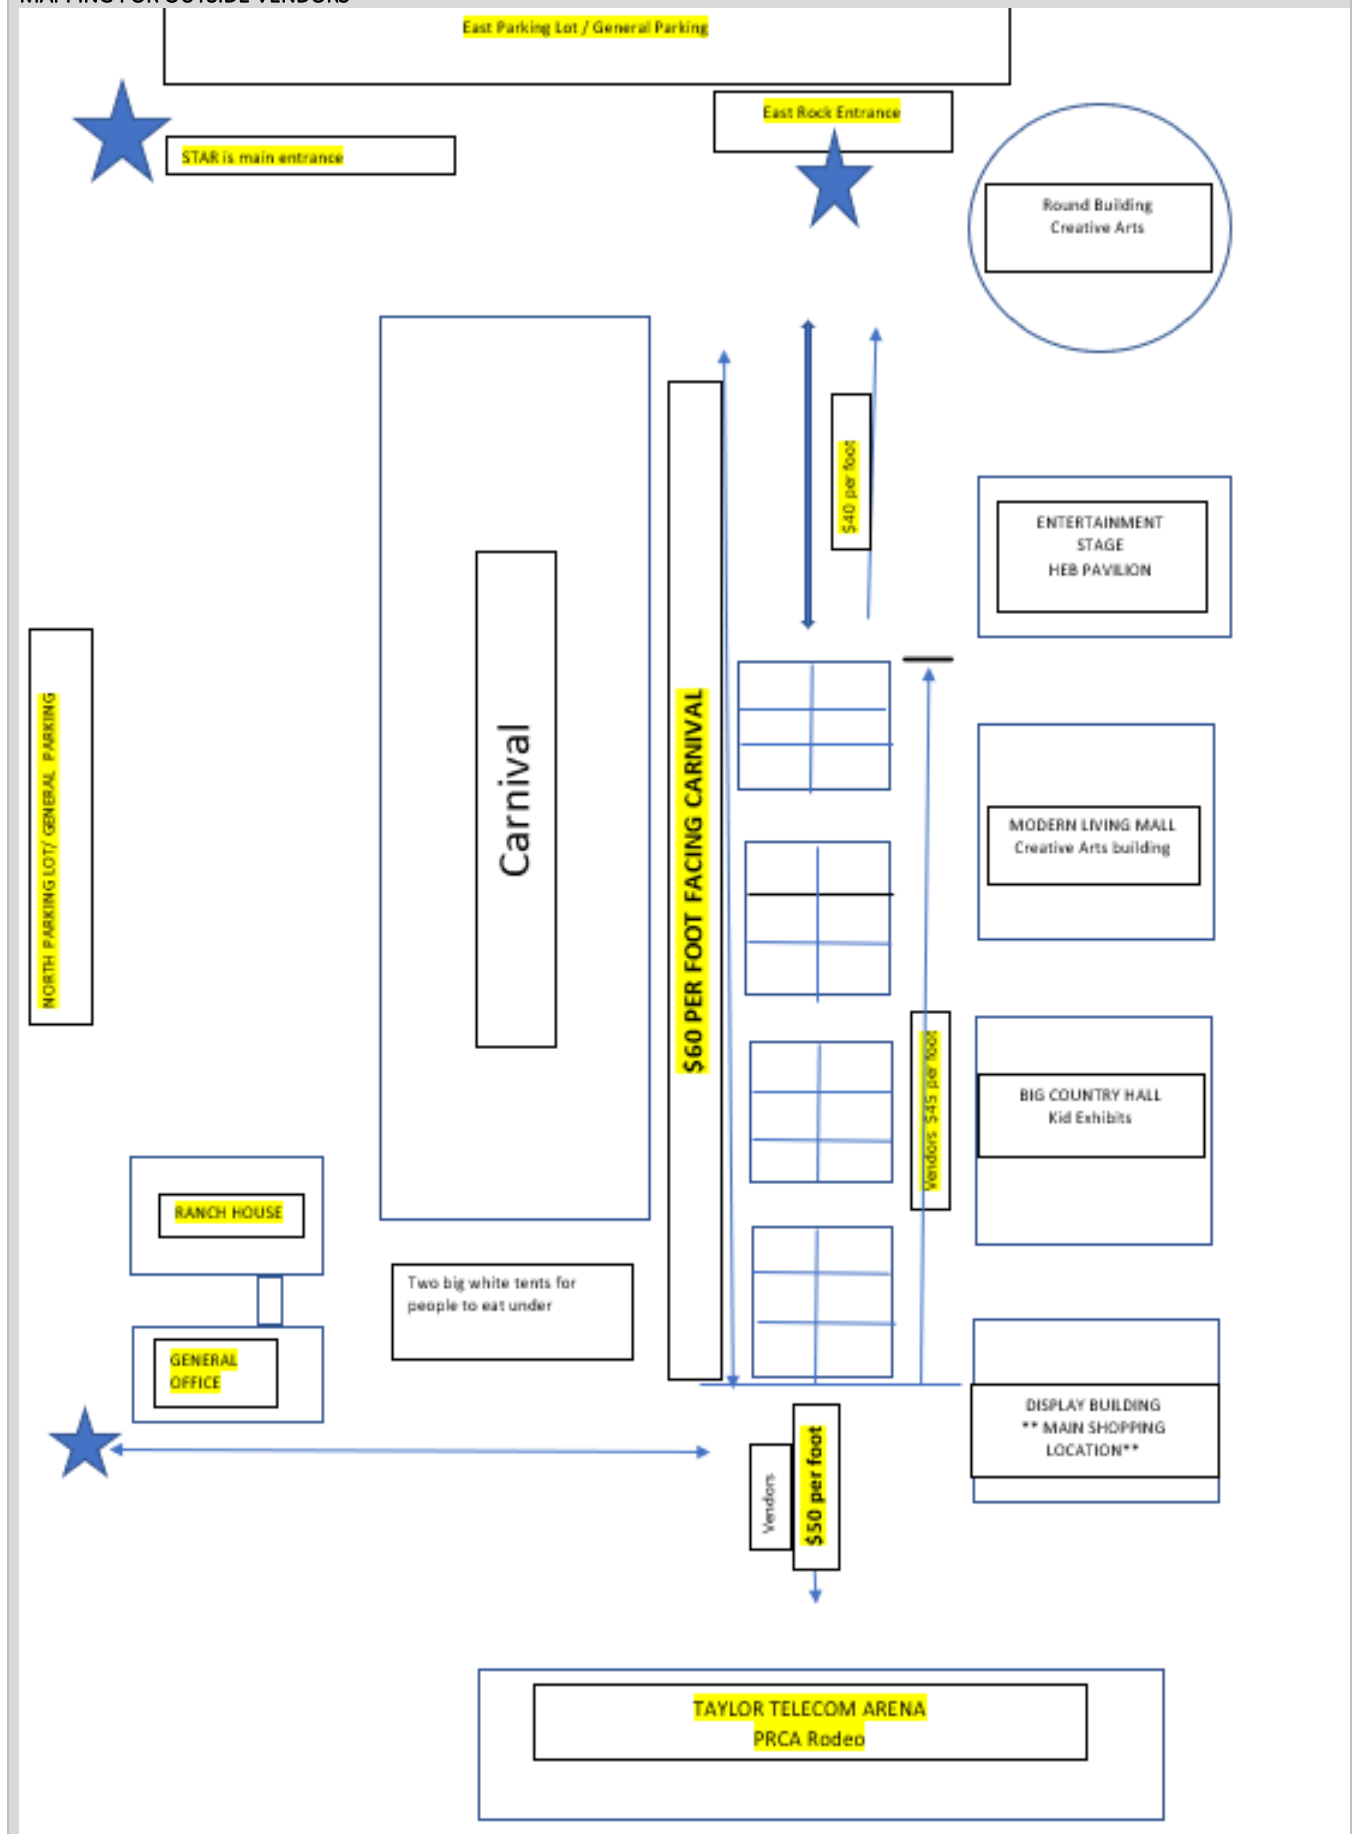 MAPPING FOR OUTSIDE VENDORS
East Parking Lot / General Parking
East Rock Entrance
STAR is main entrance
Round Building
Creative Arts
$40 per foot
ENTERTAINMENT
STAGE
HEB PAVILION
NORTH PARKING LOT/ GENERAL PARKING
Carnival
$60 PER FOOT FACING CARNIVAL
MODERN LIVING MALL
Creative Arts building
Vendors $45 per foot
BIG COUNTRY HALL
Kid Exhibits
RANCH HOUSE
Two big white tents for
people to eat under
GENERAL
OFFICE
DISPLAY BUILDING
** MAIN SHOPPING
LOCATION**
Vendors
$50 per foot
TAYLOR TELECOM ARENA
PRCA Rodeo